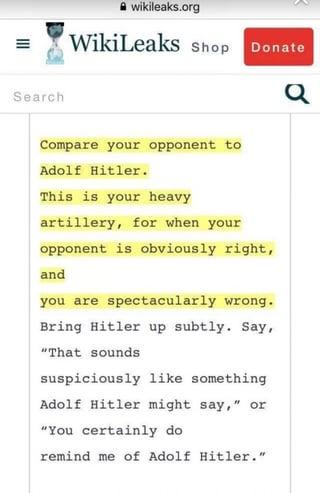 wikileaks.org
WikiLeaks Shop Donate
Search
Compare your opponent to
Adolf Hitler.
This is your heavy
artillery, for when your
opponent is obviously right,
and
you are spectacularly wrong.
Bring Hitler up subtly. Say,
“That sounds
suspiciously like something
Adolf Hitler might say,” or
“You certainly do
remind me of Adolf Hitler.”